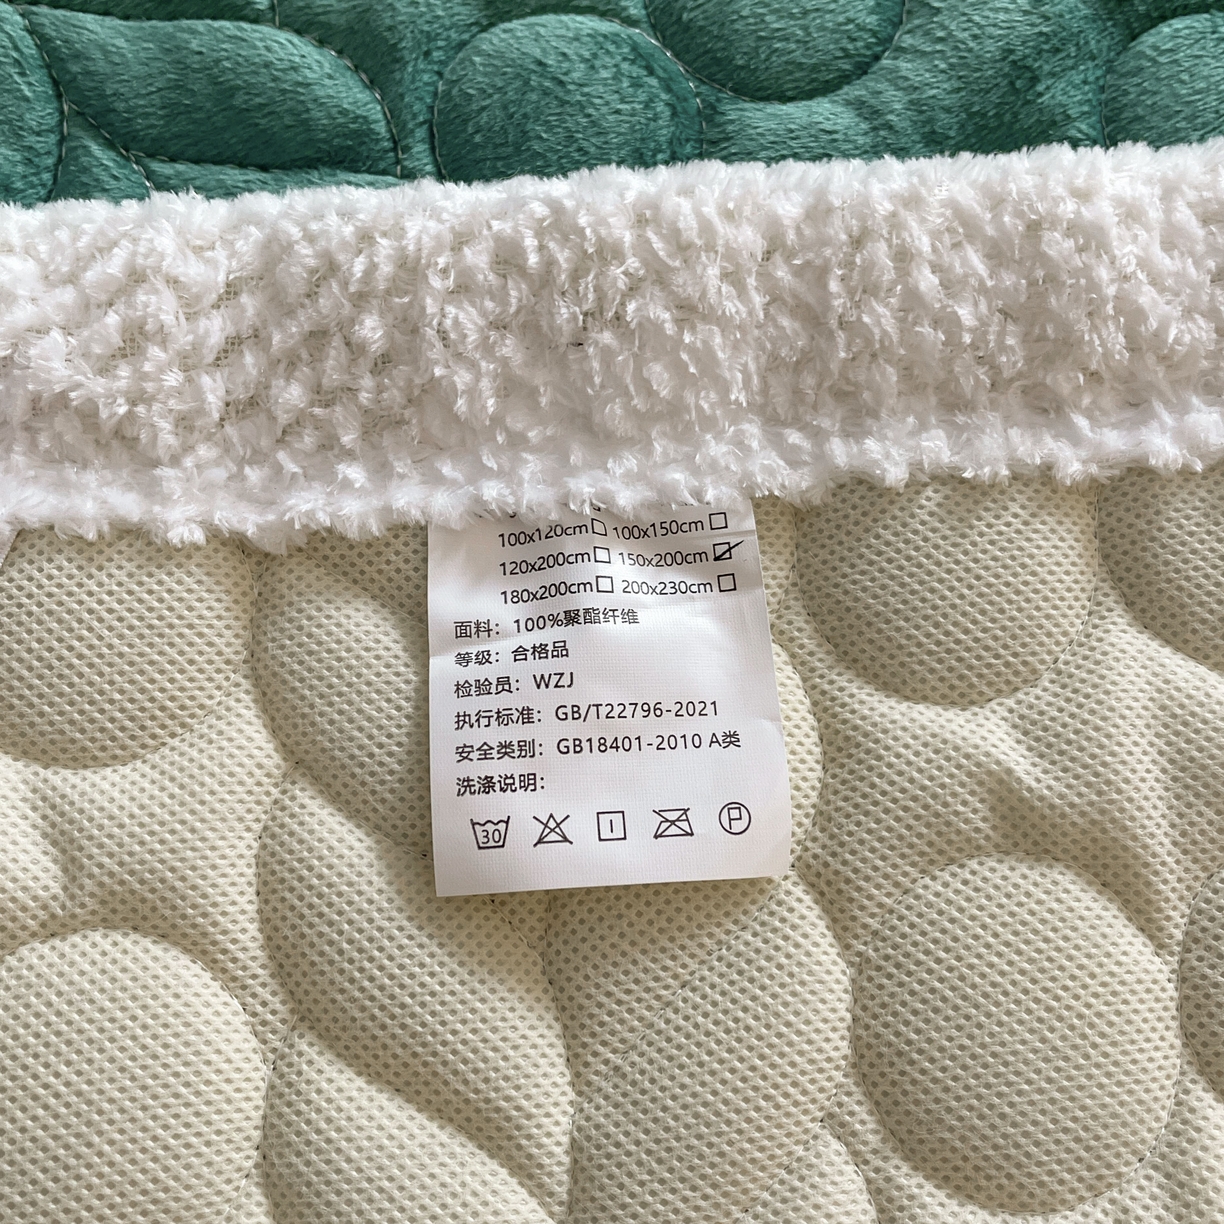 100x120cm□ 100x150cm□
120x200cm□ 150x200cm☑
180x200cm□ 200x230cm□
面料：100%聚酯纤维
等级：合格品
检验员：WZJ
执行标准：GB/T22796-2021
安全类别：GB18401-2010 A类
洗涤说明：
30 P